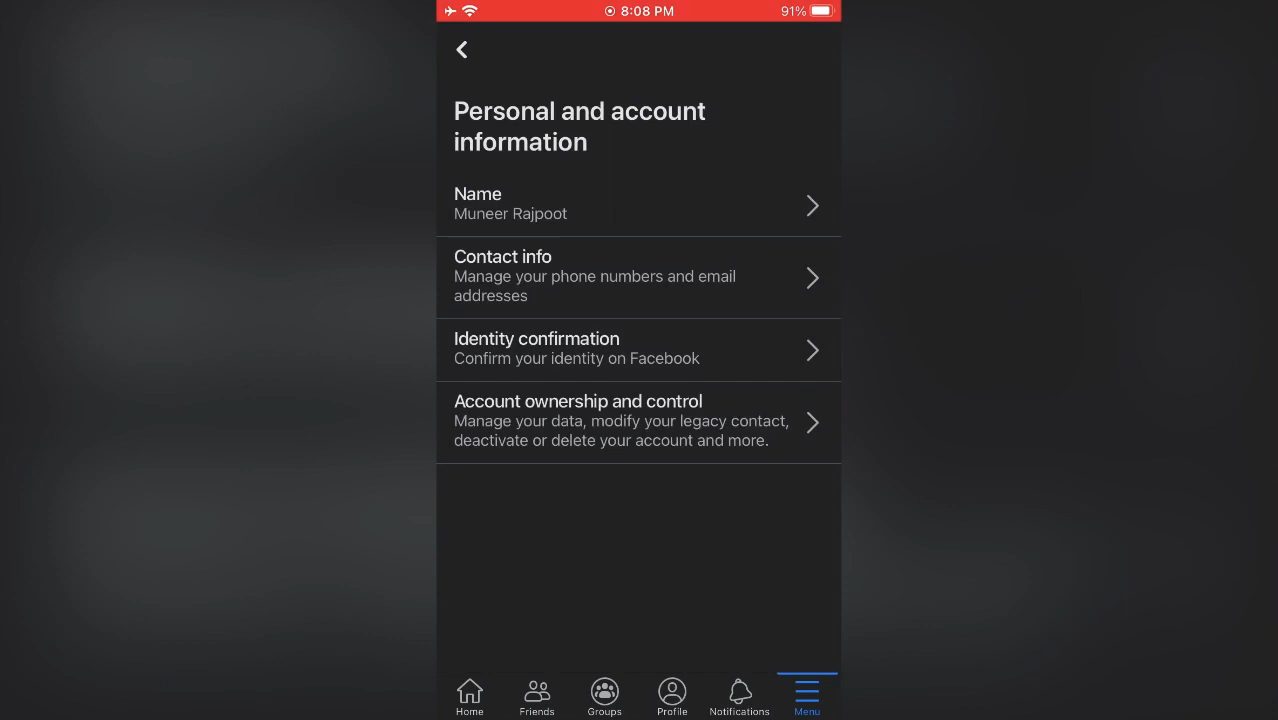 8:08 PM
91%
Personal and account
information
Name
Muneer Rajpoot
Contact info
Manage your phone numbers and email
addresses
Identity confirmation
Confirm your identity on Facebook
Account ownership and control
Manage your data, modify your legacy contact,
deactivate or delete your account and more.
Home Friends Groups Profile Notifications Menu